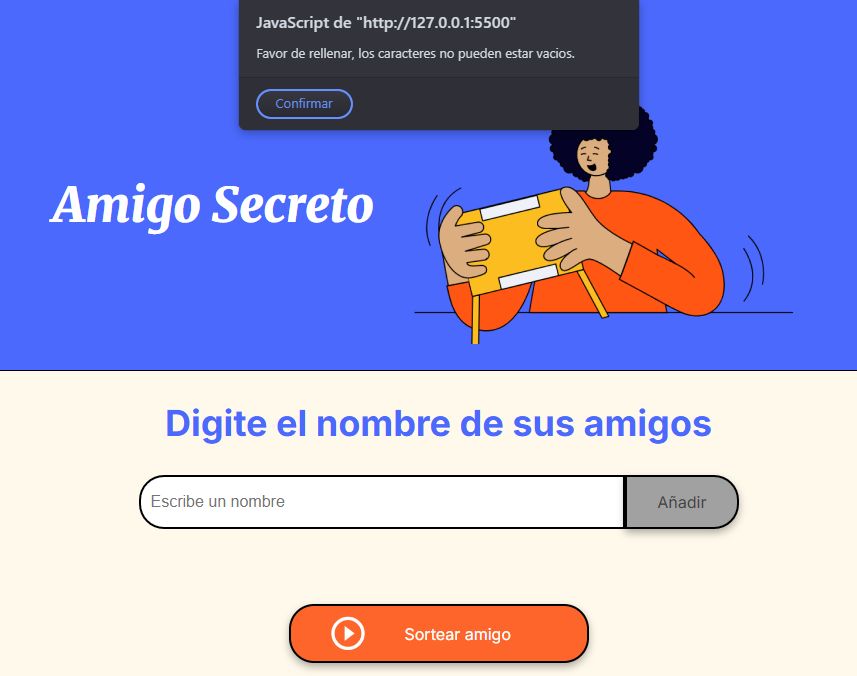 JavaScript de "http://127.0.0.1:5500"
Favor de rellenar, los caracteres no pueden estar vacios.
Confirmar
Amigo Secreto
Digite el nombre de sus amigos
Escribe un nombre
Añadir
Sortear amigo